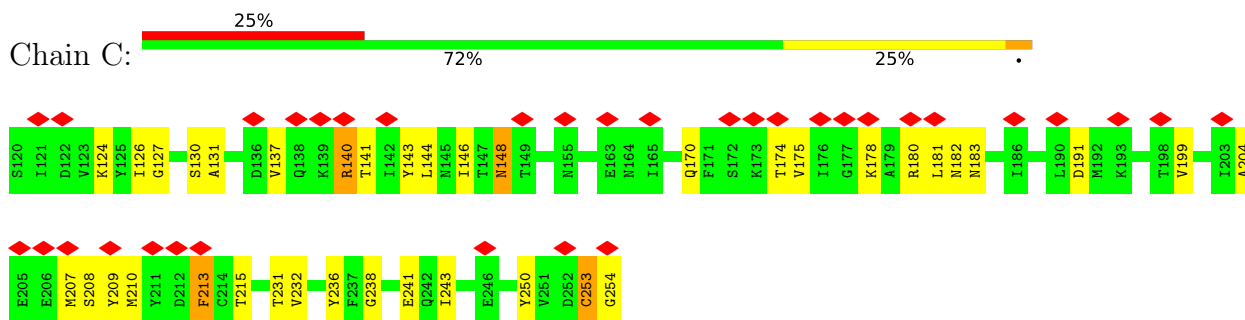 25%
Chain C:
72% 25% •
S120 I121 D122 V123 K124 Y125 I126 G127 S130 A131 D136 V137 Q138 K139 R140 T141 I142 Y143 L144 N145 I146 T147 N148 T149 N155 E163 N164 I165 Q170 F171 S172 K173 T174 V175 I176 G177 K178 A179 R180 L181 N182 N183 I186 L190 D191 M192 K193 T198 V199 I203 A204
E205 E206 M207 S208 Y209 M210 Y211 D212 F213 C214 T215 T231 V232 Y236 F237 G238 E241 Q242 I243 E246 Y250 V251 D252 C253 G254